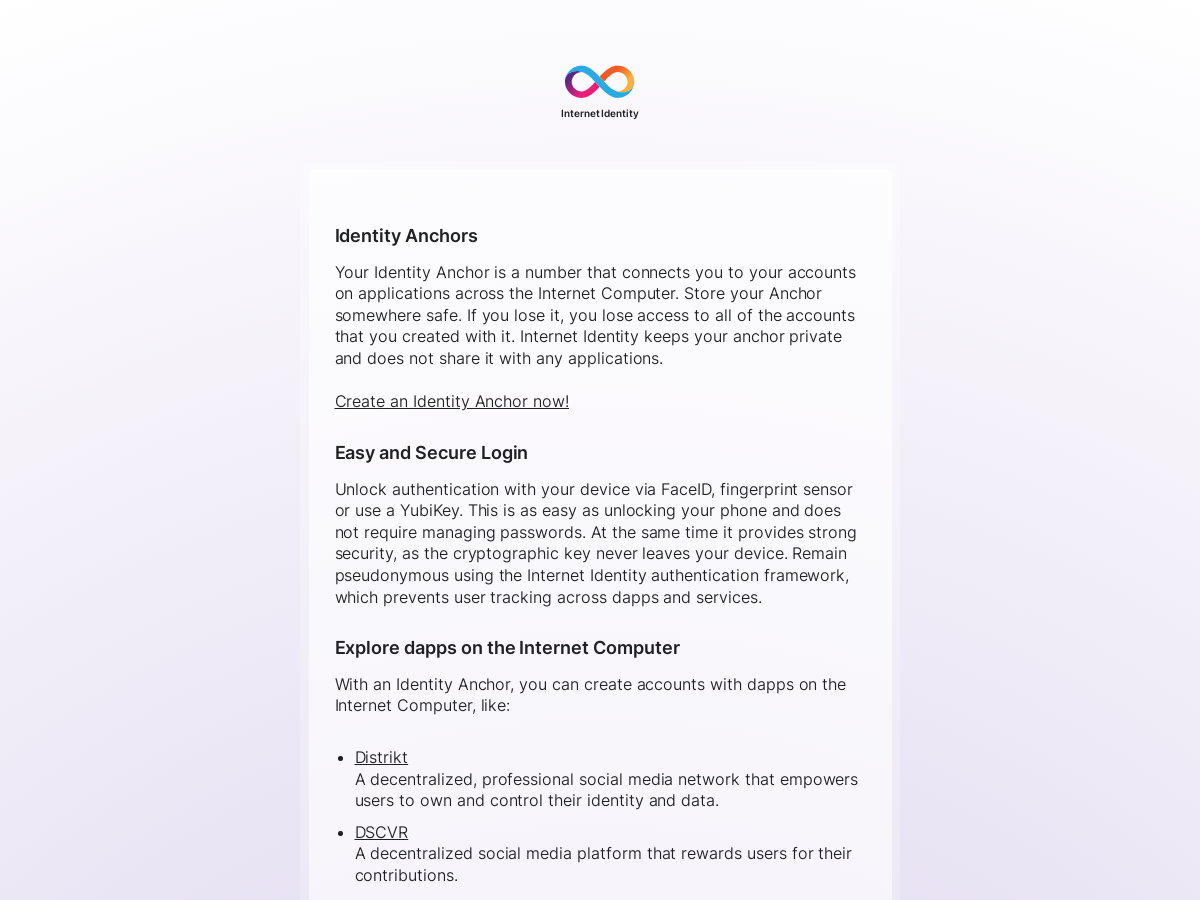 Internet Identity
Identity Anchors
Your Identity Anchor is a number that connects you to your accounts
on applications across the Internet Computer. Store your Anchor
somewhere safe. If you lose it, you lose access to all of the accounts
that you created with it. Internet Identity keeps your anchor private
and does not share it with any applications.
Create an Identity Anchor now!
Easy and Secure Login
Unlock authentication with your device via FaceID, fingerprint sensor
or use a YubiKey. This is as easy as unlocking your phone and does
not require managing passwords. At the same time it provides strong
security, as the cryptographic key never leaves your device. Remain
pseudonymous using the Internet Identity authentication framework,
which prevents user tracking across dapps and services.
Explore dapps on the Internet Computer
With an Identity Anchor, you can create accounts with dapps on the
Internet Computer, like:
• Distrikt
A decentralized, professional social media network that empowers
users to own and control their identity and data.
• DSCVR
A decentralized social media platform that rewards users for their
contributions.